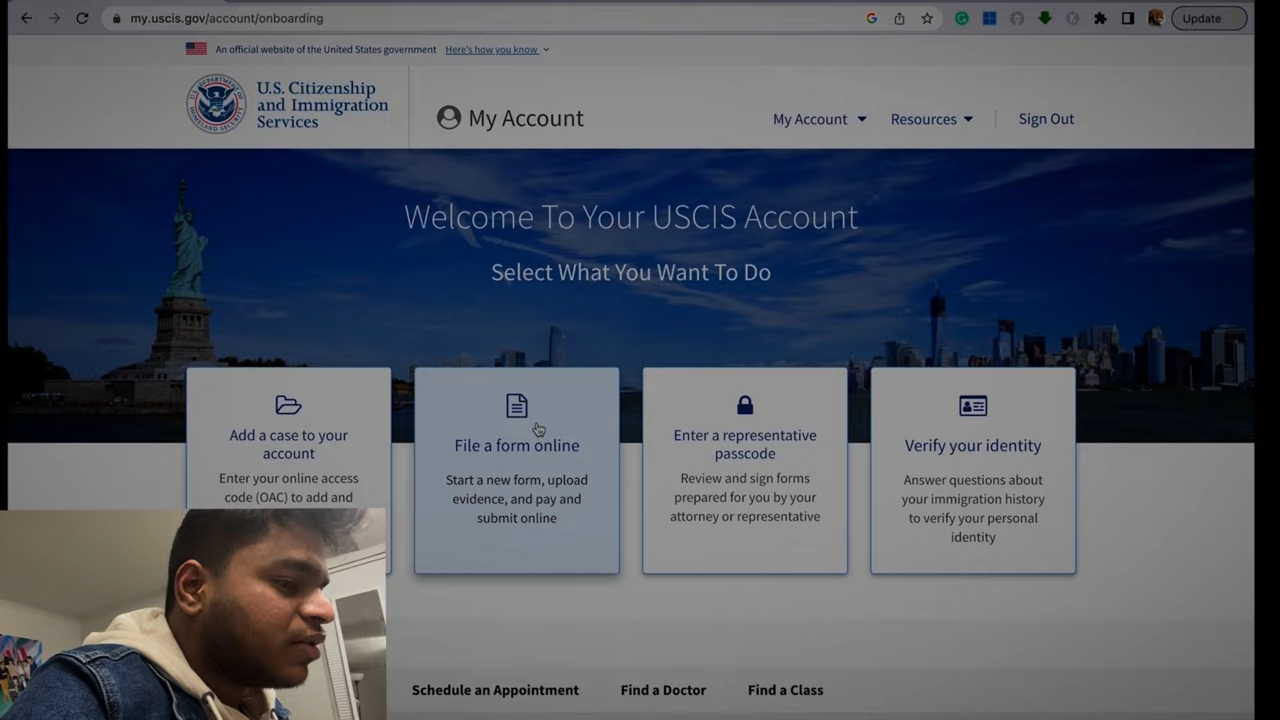 my.uscis.gov/account/onboarding
Update
An official website of the United States government Here's how you know
U.S. Citizenship
and Immigration
Services
My Account
My Account
Resources
Sign Out
Welcome To Your USCIS Account
Select What You Want To Do
Add a case to your
account
Enter your online access
code (OAC) to add and
File a form online
Start a new form, upload
evidence, and pay and
submit online
Enter a representative
passcode
Review and sign forms
prepared for you by your
attorney or representative
Verify your identity
Answer questions about
your immigration history
to verify your personal
identity
Schedule an Appointment
Find a Doctor
Find a Class